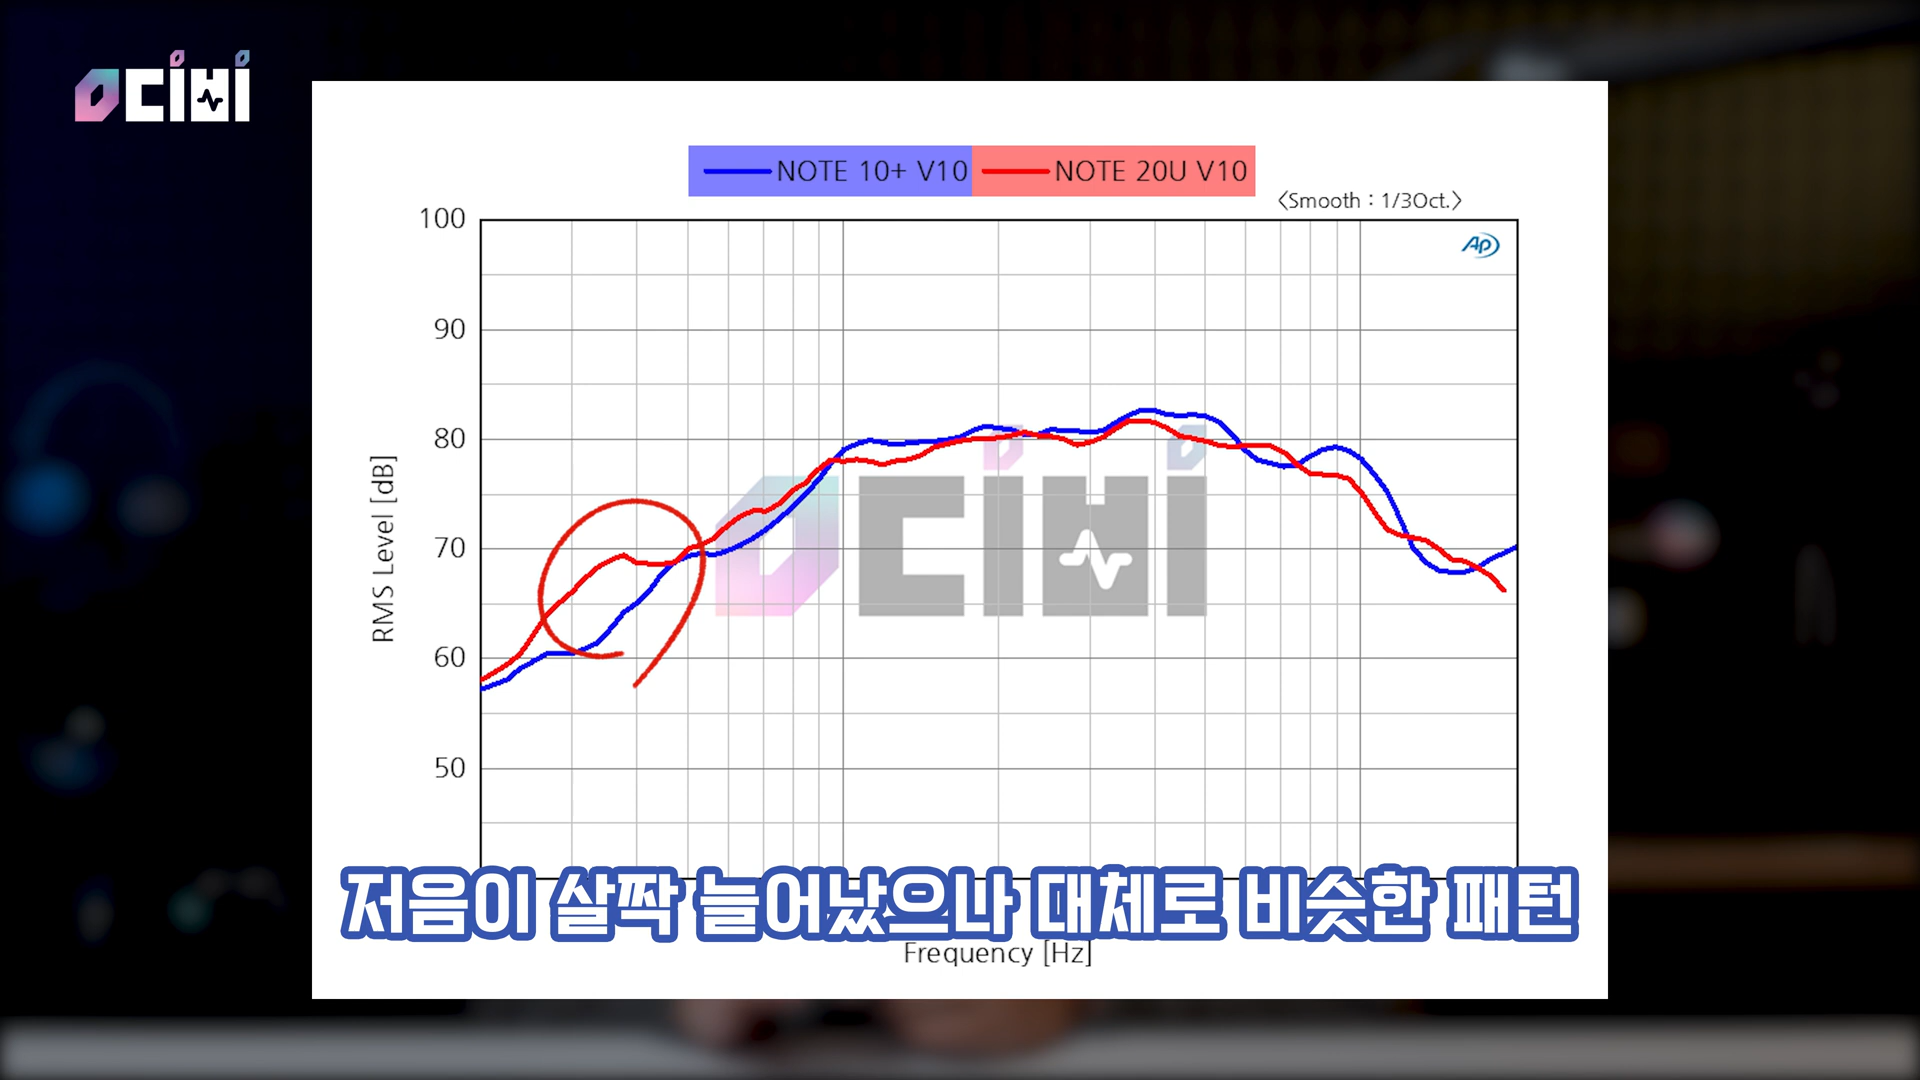 디비
NOTE 10+ V10 NOTE 20U V10
<Smooth : 1/3Oct.>
100
AP
90
80
70
60
50
RMS Level [dB]
저음이 살짝 늘어났으나 대체로 비슷한 패턴
Frequency [Hz]